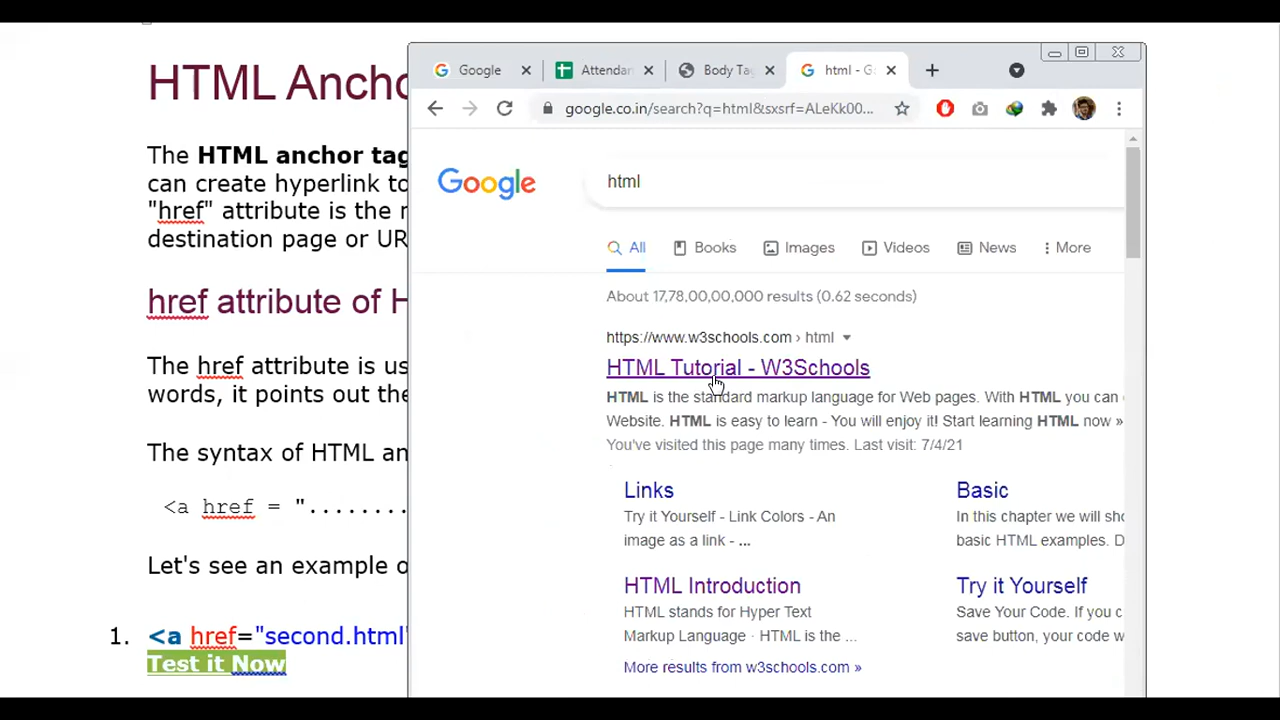 HTML Ancho
The HTML anchor tag
can create hyperlink to
"href" attribute is the
destination page or UR
href attribute of H
The href attribute is us
words, it points out the
The syntax of HTML an
<a href = "........
Let's see an example o
1. <a href="second.html"
Test it Now
Google
Attendan
Body Ta
html - G
google.co.in/search?q=html&sxsrf=ALeKk00...
Google
html
All
Books
Images
Videos
News
More
About 17,78,00,00,000 results (0.62 seconds)
https://www.w3schools.com › html
HTML Tutorial - W3Schools
HTML is the standard markup language for Web pages. With HTML you can
Website. HTML is easy to learn - You will enjoy it! Start learning HTML now »
You've visited this page many times. Last visit: 7/4/21
Links
Try it Yourself - Link Colors - An
image as a link - ...
Basic
In this chapter we will sho
basic HTML examples. D
HTML Introduction
HTML stands for Hyper Text
Markup Language · HTML is the ...
Try it Yourself
Save Your Code. If you c
save button, your code w
More results from w3schools.com »